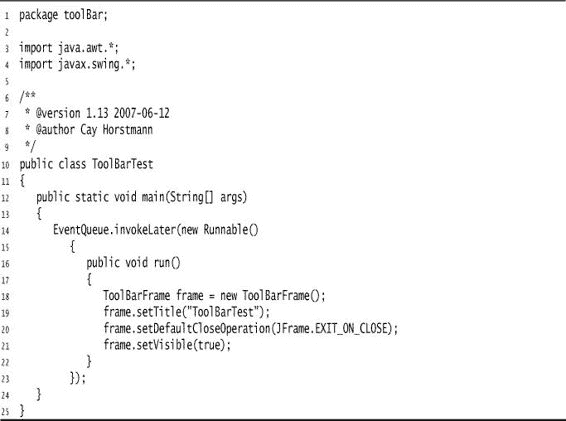 1 package toolBar;
2
3 import java.awt.*;
4 import javax.swing.*;
5
6 /**
7  * @version 1.13 2007-06-12
8  * @author Cay Horstmann
9  */
10 public class ToolBarTest
11 {
12    public static void main(String[] args)
13    {
14       EventQueue.invokeLater(new Runnable()
15          {
16             public void run()
17             {
18                ToolBarFrame frame = new ToolBarFrame();
19                frame.setTitle("ToolBarTest");
20                frame.setDefaultCloseOperation(JFrame.EXIT_ON_CLOSE);
21                frame.setVisible(true);
22             }
23          });
24    }
25 }